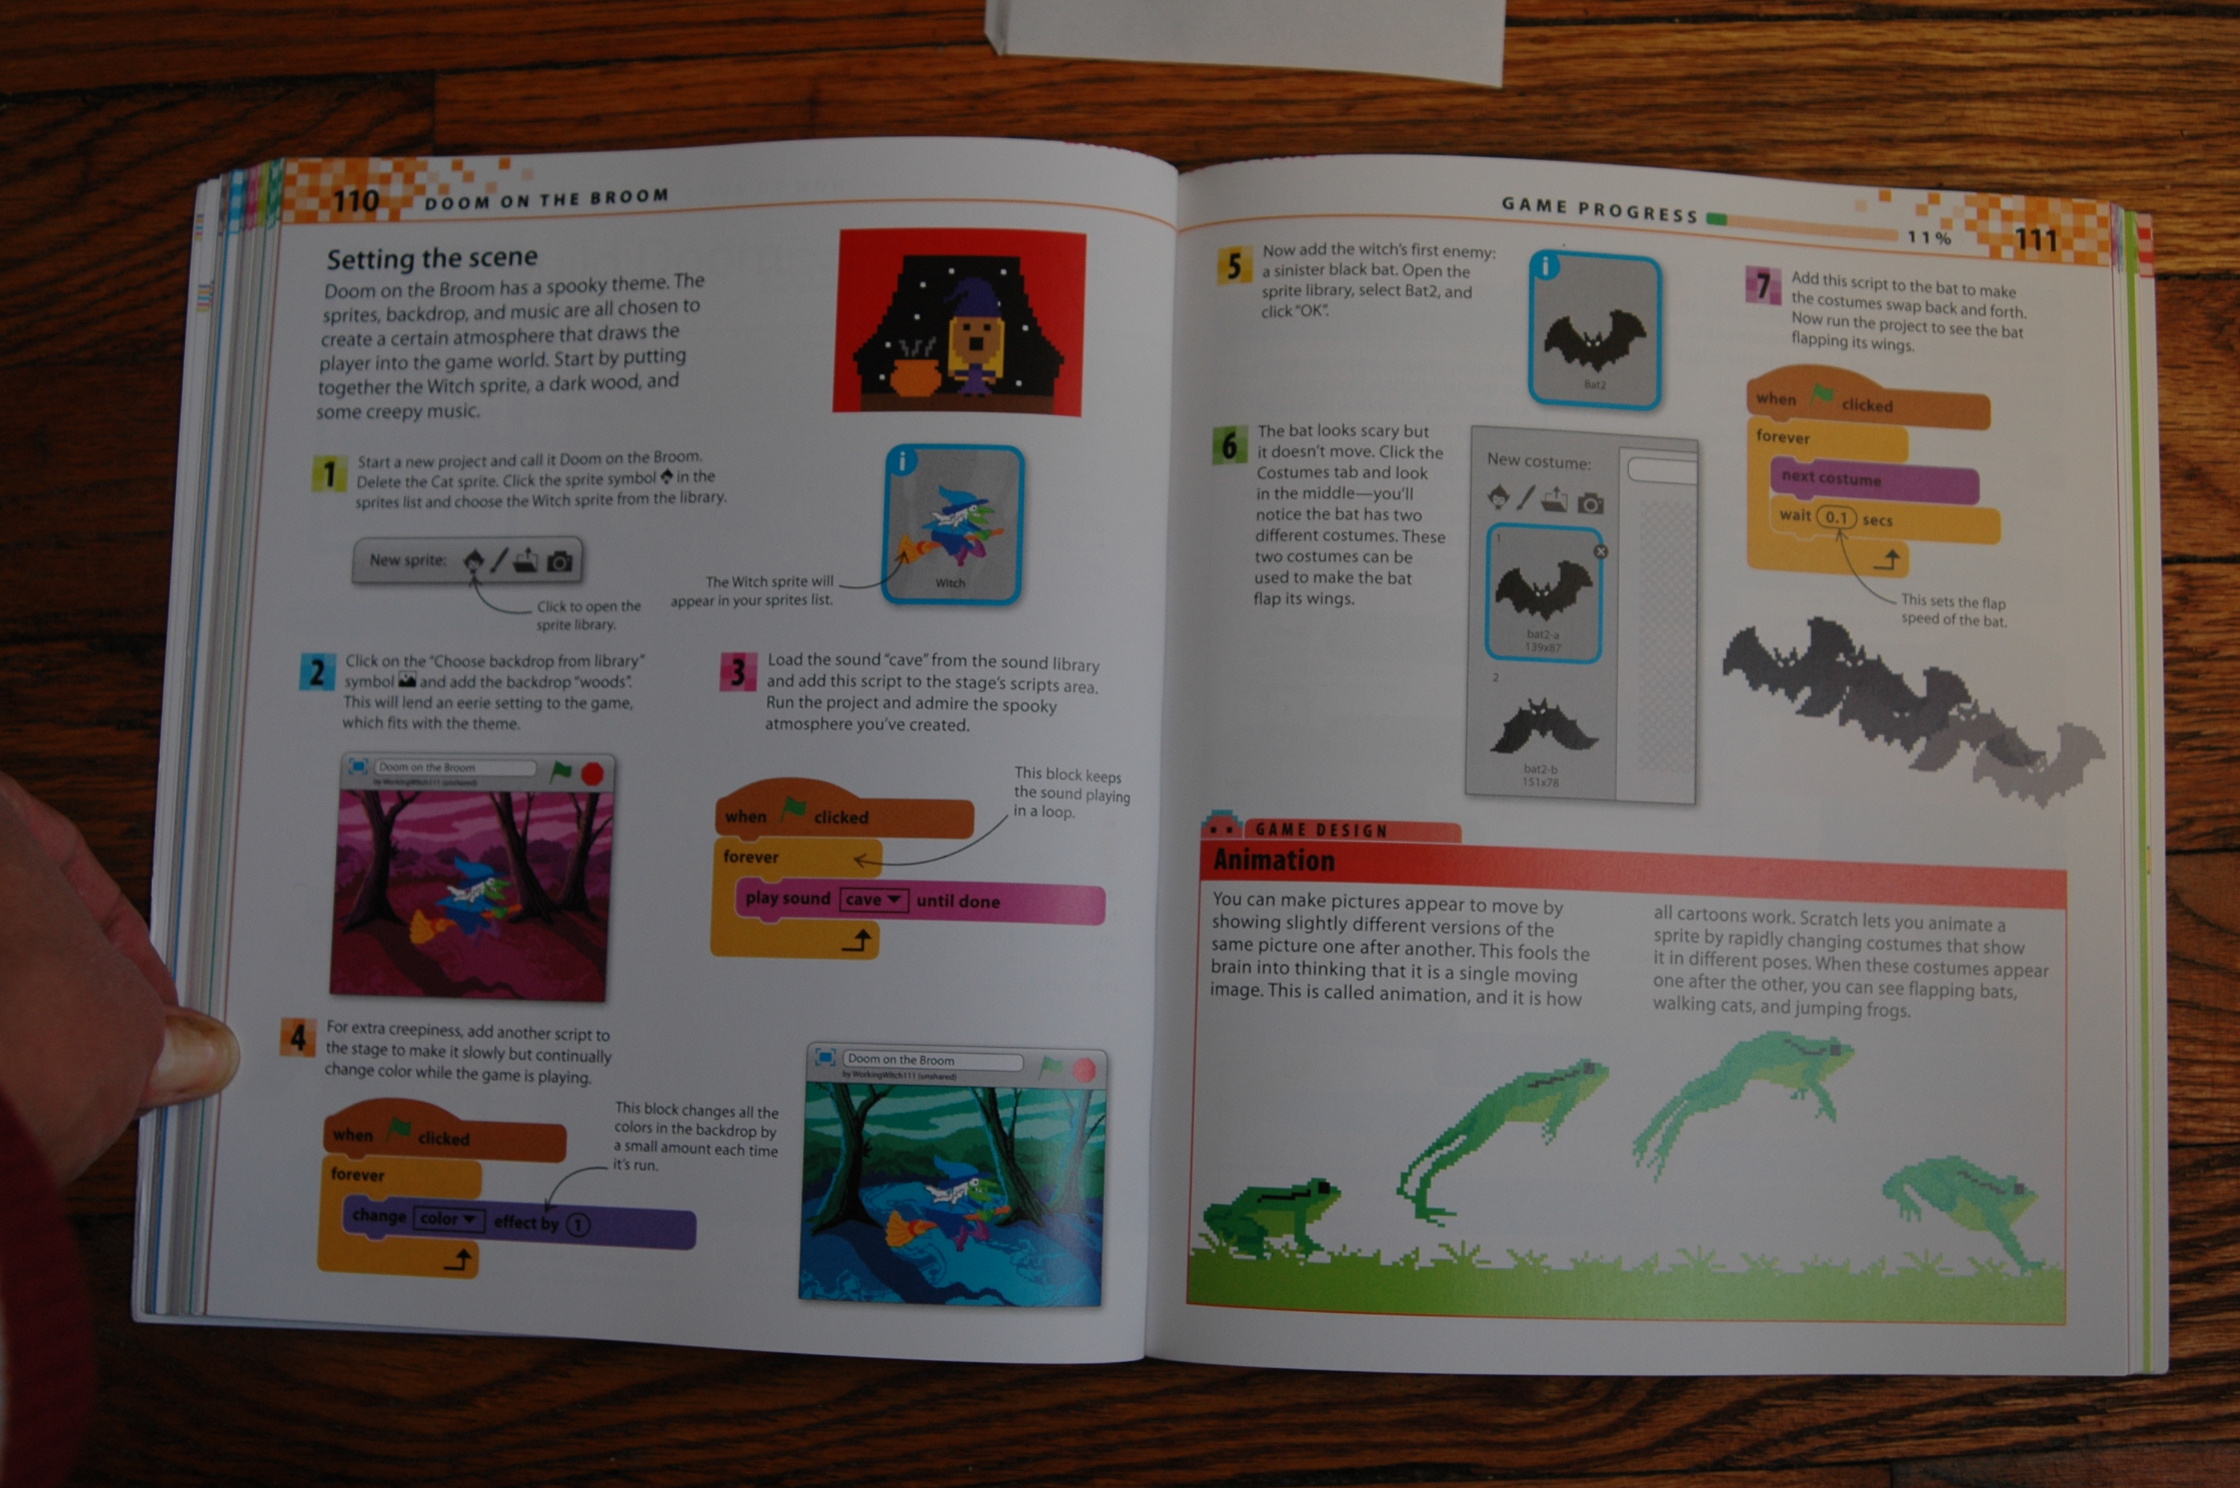 110 DOOM ON THE BROOM
Setting the scene
Doom on the Broom has a spooky theme. The
sprites, backdrop, and music are all chosen to
create a certain atmosphere that draws the
player into the game world. Start by putting
together the Witch sprite, a dark wood, and
some creepy music.
1
Start a new project and call it Doom on the Broom.
Delete the Cat sprite. Click the sprite symbol in the
sprites list and choose the Witch sprite from the library.
New sprite:
Click to open the
sprite library.
The Witch sprite will
appear in your sprites list.
i
Witch
2
Click on the "Choose backdrop from library"
symbol and add the backdrop "woods".
This will lend an eerie setting to the game,
which fits with the theme.
Doom on the Broom
3
Load the sound "cave" from the sound library
and add this script to the stage's scripts area.
Run the project and admire the spooky
atmosphere you've created.
when clicked
forever
play sound cave until done
This block keeps
the sound playing
in a loop.
4
For extra creepiness, add another script to
the stage to make it slowly but continually
change color while the game is playing.
when clicked
forever
change color effect by 1
This block changes all the
colors in the backdrop by
a small amount each time
it's run.
Doom on the Broom
by WorkingWitch111 (unshared)
GAME PROGRESS 11% 111
5
Now add the witch's first enemy:
a sinister black bat. Open the
sprite library, select Bat2, and
click "OK".
i
Bat2
6
The bat looks scary but
it doesn't move. Click the
Costumes tab and look
in the middle—you'll
notice the bat has two
different costumes. These
two costumes can be
used to make the bat
flap its wings.
New costume:
1
bat2-a
139x87
2
bat2-b
151x78
7
Add this script to the bat to make
the costumes swap back and forth.
Now run the project to see the bat
flapping its wings.
when clicked
forever
next costume
wait 0.1 secs
This sets the flap
speed of the bat.
GAME DESIGN
Animation
You can make pictures appear to move by
showing slightly different versions of the
same picture one after another. This fools the
brain into thinking that it is a single moving
image. This is called animation, and it is how
all cartoons work. Scratch lets you animate a
sprite by rapidly changing costumes that show
it in different poses. When these costumes appear
one after the other, you can see flapping bats,
walking cats, and jumping frogs.